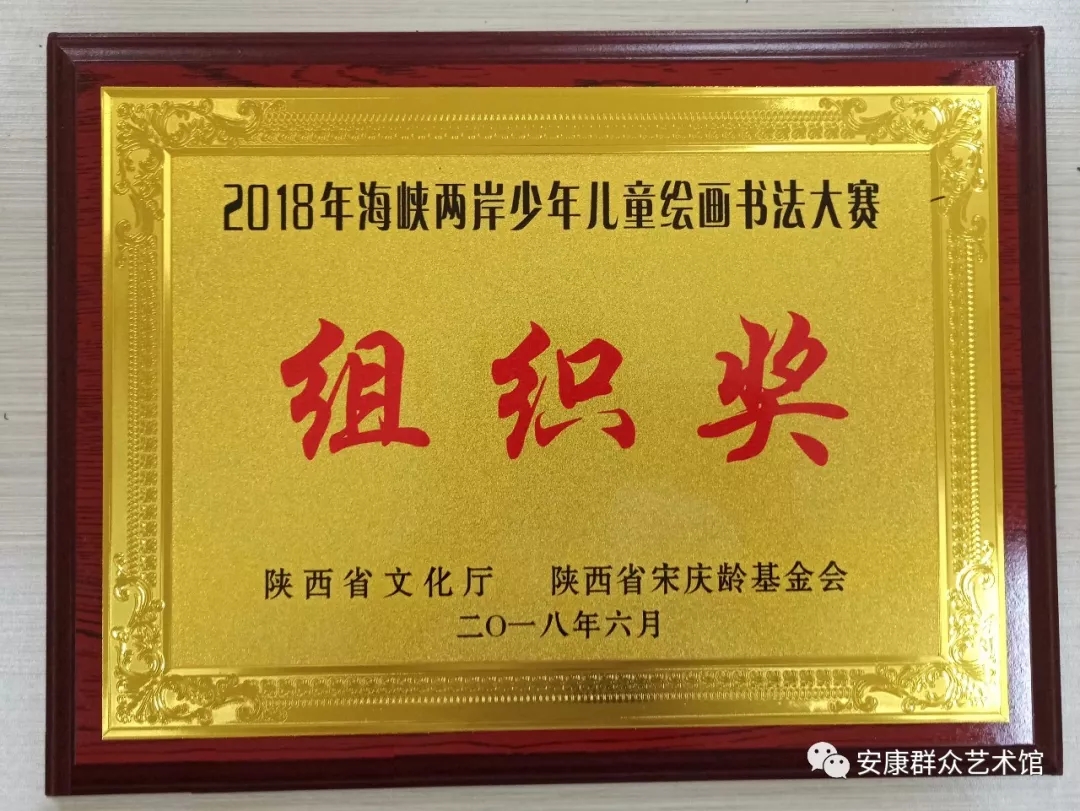 2018年海峡两岸少年儿童绘画书法大赛
组织奖
陕西省文化厅 陕西省宋庆龄基金会
二O一八年六月
安康群众艺术馆